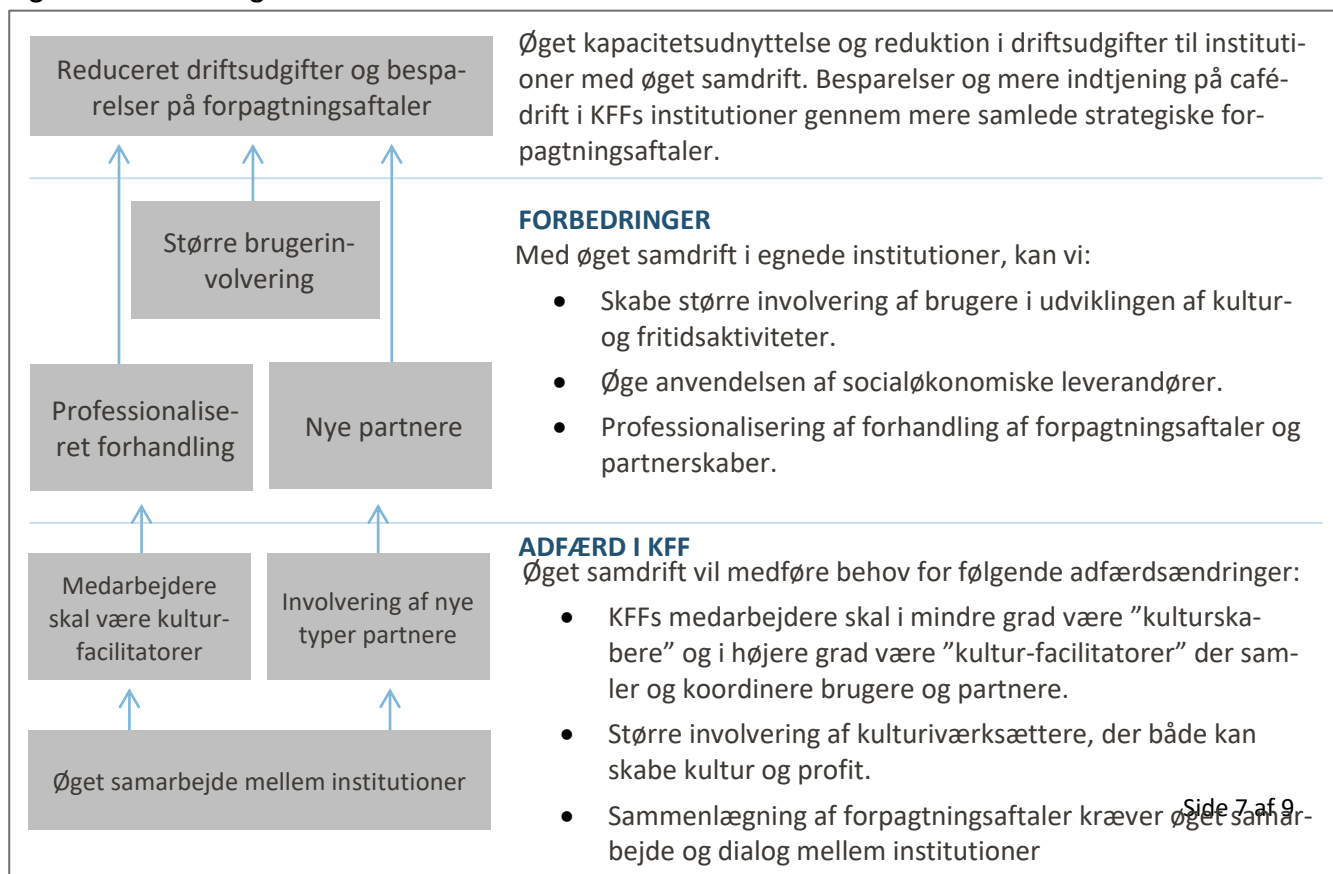 Reduceret driftsudgifter og bespa-
relser på forpagtningsaftaler
Øget kapacitetsudnyttelse og reduktion i driftsudgifter til instituti-
oner med øget samdrift. Besparelser og mere indtjening på café-
drift i KFFs institutioner gennem mere samlede strategiske for-
pagtningsaftaler.
Større brugerin-
volvering
FORBEDRINGER
Med øget samdrift i egnede institutioner, kan vi:
• Skabe større involvering af brugere i udviklingen af kultur-
og fritidsaktiviteter.
• Øge anvendelsen af socialøkonomiske leverandører.
• Professionalisering af forhandling af forpagtningsaftaler og
partnerskaber.
Professionalise-
ret forhandling
Nye partnere
ADFÆRD I KFF
Øget samdrift vil medføre behov for følgende adfærdsændringer:
• KFFs medarbejdere skal i mindre grad være ”kulturska-
bere” og i højere grad være ”kultur-facilitatorer” der sam-
ler og koordinere brugere og partnere.
• Større involvering af kulturiværksættere, der både kan
skabe kultur og profit.
• Sammenlægning af forpagtningsaftaler kræver øget samar-
bejde og dialog mellem institutioner
Medarbejdere
skal være kultur-
facilitatorer
Involvering af nye
typer partnere
Øget samarbejde mellem institutioner
Side 7 af 9